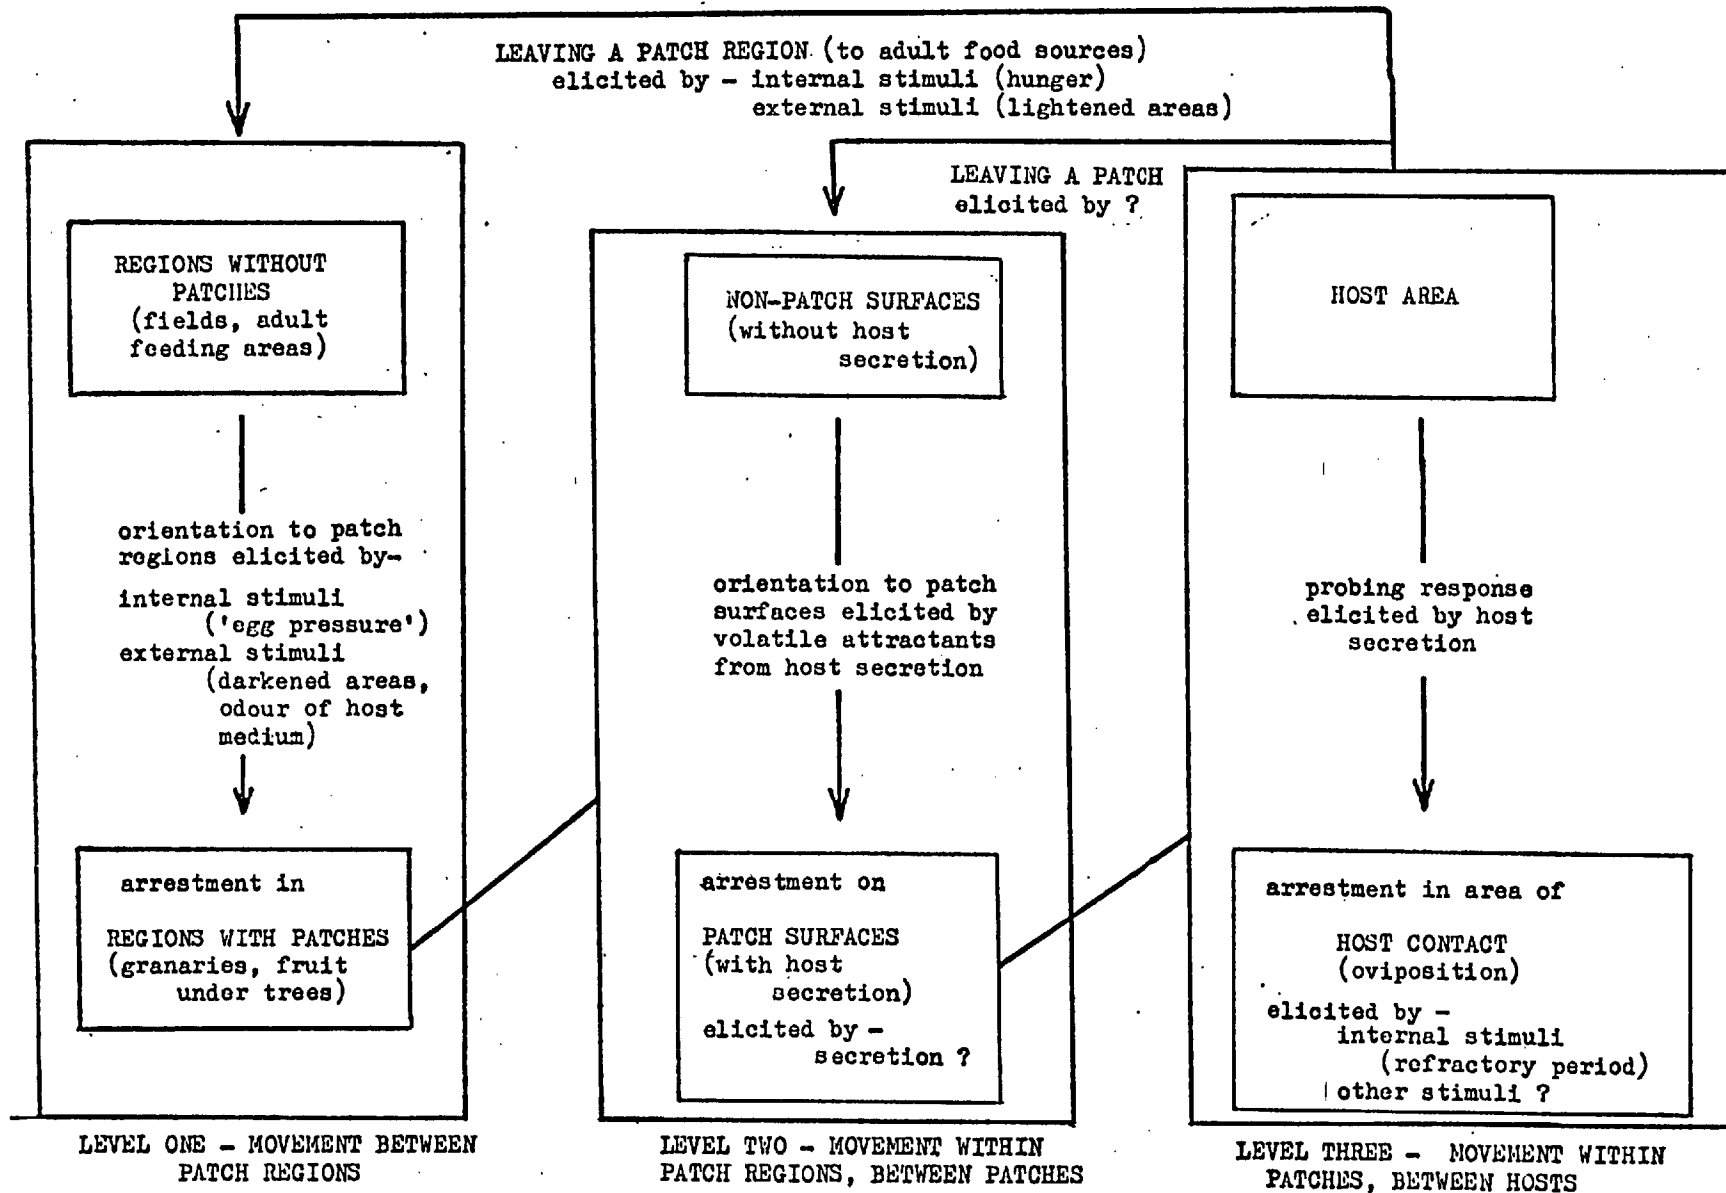 LEAVING A PATCH REGION (to adult food sources)
elicited by - internal stimuli (hunger)
external stimuli (lightened areas)
LEAVING A PATCH
elicited by ?
REGIONS WITHOUT
PATCHES
(fields, adult
feeding areas)
orientation to patch
regions elicited by-
internal stimuli
('egg pressure')
external stimuli
(darkened areas,
odour of host
medium)
arrestment in
REGIONS WITH PATCHES
(granaries, fruit
under trees)
LEVEL ONE - MOVEMENT BETWEEN
PATCH REGIONS
NON-PATCH SURFACES
(without host
secretion)
orientation to patch
surfaces elicited by
volatile attractants
from host secretion
arrestment on
PATCH SURFACES
(with host
secretion)
elicited by -
secretion ?
LEVEL TWO - MOVEMENT WITHIN
PATCH REGIONS, BETWEEN PATCHES
HOST AREA
probing response
elicited by host
secretion
arrestment in area of
HOST CONTACT
(oviposition)
elicited by -
internal stimuli
(refractory period)
other stimuli ?
LEVEL THREE - MOVEMENT WITHIN
PATCHES, BETWEEN HOSTS